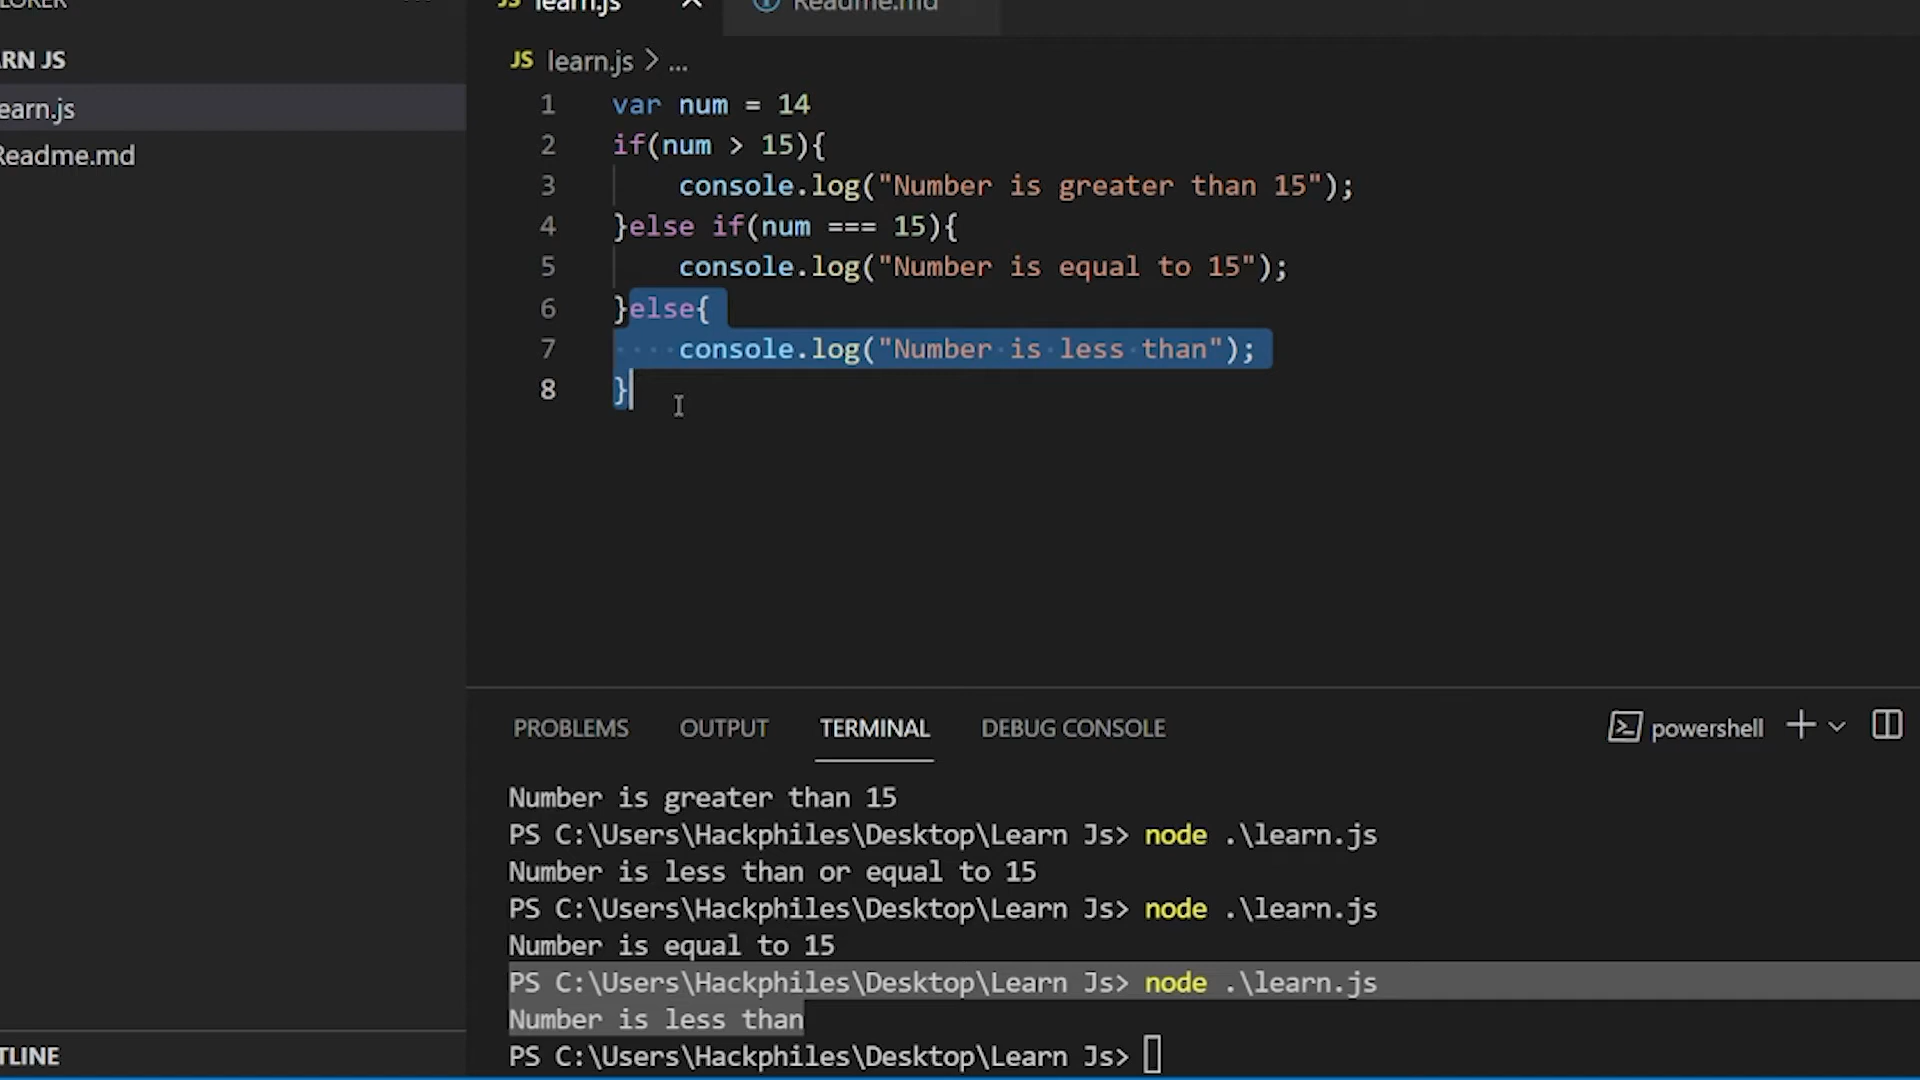 LORER ...
JS learn.js × Readme.md
RN JS
JS learn.js > ...
earn.js
Readme.md
1 var num = 14
2 if(num > 15){
3 console.log("Number is greater than 15");
4 }else if(num === 15){
5 console.log("Number is equal to 15");
6 }else{
7 console.log("Number is less than");
8 }
PROBLEMS OUTPUT TERMINAL DEBUG CONSOLE powershell
Number is greater than 15
PS C:\Users\Hackphiles\Desktop\Learn Js> node .\learn.js
Number is less than or equal to 15
PS C:\Users\Hackphiles\Desktop\Learn Js> node .\learn.js
Number is equal to 15
PS C:\Users\Hackphiles\Desktop\Learn Js> node .\learn.js
Number is less than
PS C:\Users\Hackphiles\Desktop\Learn Js>
TLINE